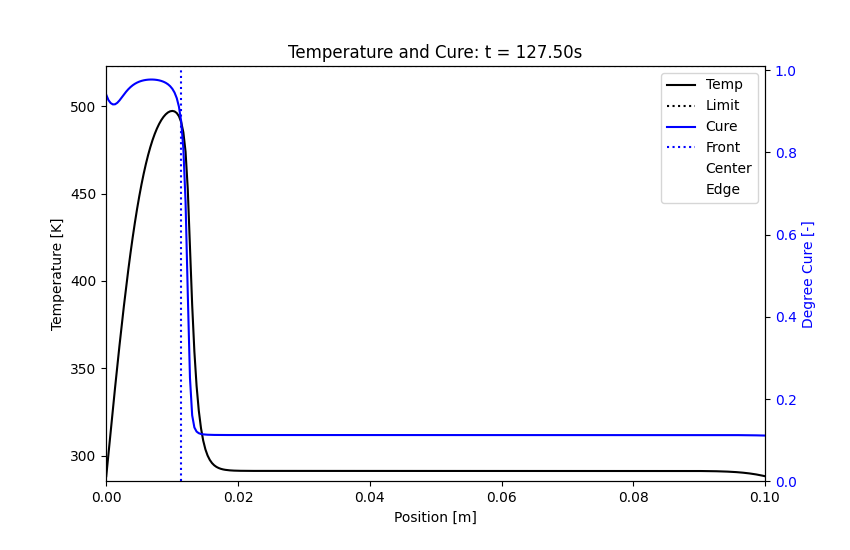 Temperature and Cure: t = 127.50s
Temperature [K]
500
450
400
350
300
0.00
0.02
0.04
0.06
0.08
0.10
Position [m]
1.0
0.8
0.6
0.4
0.2
0.0
Degree Cure [-]
Temp
Limit
Cure
Front
Center
Edge